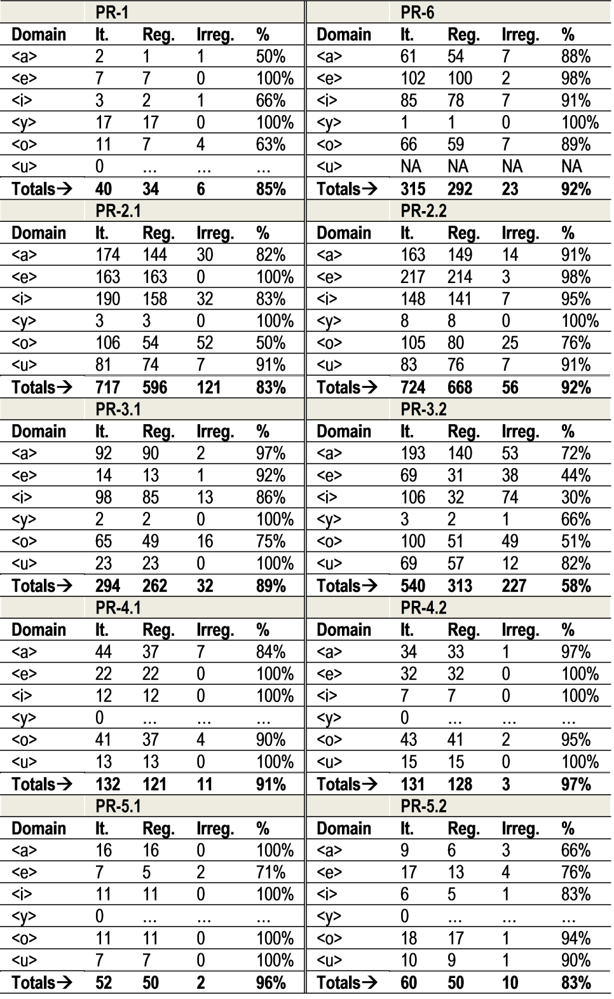 PR-1 PR-6
Domain It. Reg. Irreg. % Domain It. Reg. Irreg. %
<a> 2 1 1 50% <a> 61 54 7 88%
<e> 7 7 0 100% <e> 102 100 2 98%
<i> 3 2 1 66% <i> 85 78 7 91%
<y> 17 17 0 100% <y> 1 1 0 100%
<o> 11 7 4 63% <o> 66 59 7 89%
<u> 0 ... ... ... <u> NA NA NA NA
Totals→ 40 34 6 85% Totals→ 315 292 23 92%
PR-2.1 PR-2.2
Domain It. Reg. Irreg. % Domain It. Reg. Irreg. %
<a> 174 144 30 82% <a> 163 149 14 91%
<e> 163 163 0 100% <e> 217 214 3 98%
<i> 190 158 32 83% <i> 148 141 7 95%
<y> 3 3 0 100% <y> 8 8 0 100%
<o> 106 54 52 50% <o> 105 80 25 76%
<u> 81 74 7 91% <u> 83 76 7 91%
Totals→ 717 596 121 83% Totals→ 724 668 56 92%
PR-3.1 PR-3.2
Domain It. Reg. Irreg. % Domain It. Reg. Irreg. %
<a> 92 90 2 97% <a> 193 140 53 72%
<e> 14 13 1 92% <e> 69 31 38 44%
<i> 98 85 13 86% <i> 106 32 74 30%
<y> 2 2 0 100% <y> 3 2 1 66%
<o> 65 49 16 75% <o> 100 51 49 51%
<u> 23 23 0 100% <u> 69 57 12 82%
Totals→ 294 262 32 89% Totals→ 540 313 227 58%
PR-4.1 PR-4.2
Domain It. Reg. Irreg. % Domain It. Reg. Irreg. %
<a> 44 37 7 84% <a> 34 33 1 97%
<e> 22 22 0 100% <e> 32 32 0 100%
<i> 12 12 0 100% <i> 7 7 0 100%
<y> 0 ... ... ... <y> 0 ... ... ...
<o> 41 37 4 90% <o> 43 41 2 95%
<u> 13 13 0 100% <u> 15 15 0 100%
Totals→ 132 121 11 91% Totals→ 131 128 3 97%
PR-5.1 PR-5.2
Domain It. Reg. Irreg. % Domain It. Reg. Irreg. %
<a> 16 16 0 100% <a> 9 6 3 66%
<e> 7 5 2 71% <e> 17 13 4 76%
<i> 11 11 0 100% <i> 6 5 1 83%
<y> 0 ... ... ... <y> 0 ... ... ...
<o> 11 11 0 100% <o> 18 17 1 94%
<u> 7 7 0 100% <u> 10 9 1 90%
Totals→ 52 50 2 96% Totals→ 60 50 10 83%